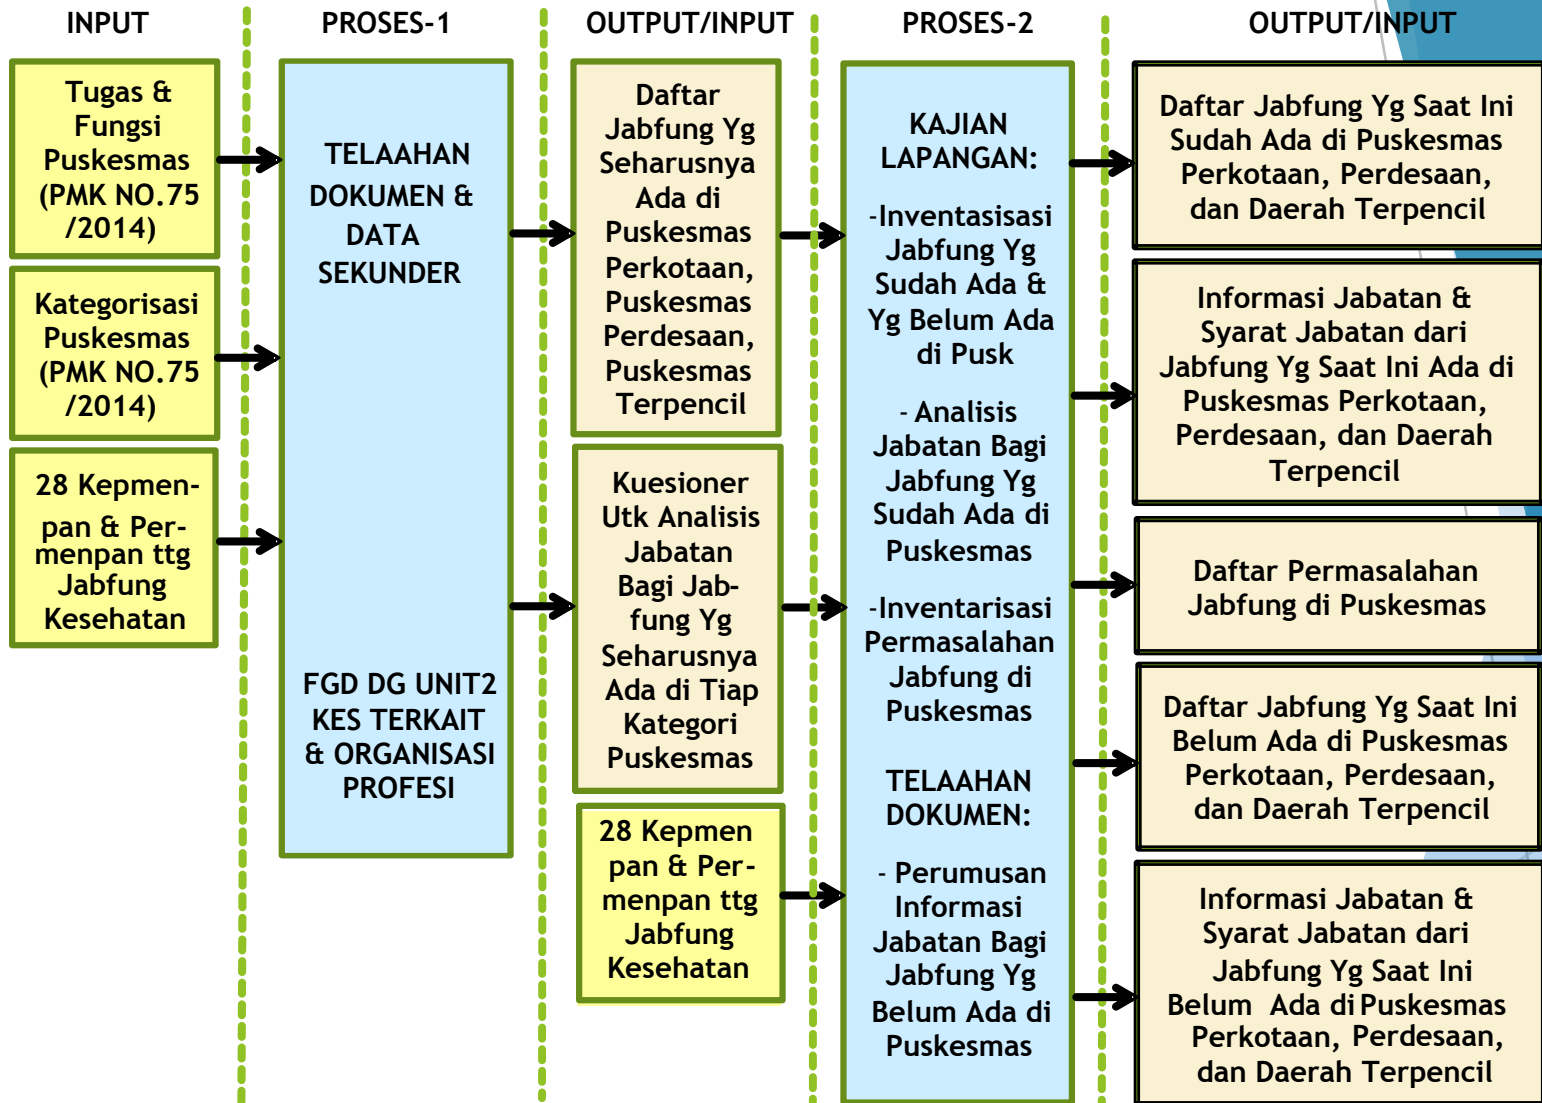 INPUT
PROSES-1
OUTPUT/INPUT
PROSES-2
OUTPUT/INPUT
Tugas &
Fungsi
Puskesmas
(PMK NO.75
/2014)
Kategorisasi
Puskesmas
(PMK NO.75
/2014)
28 Kepmen-
pan & Per-
menpan ttg
Jabfung
Kesehatan
TELAAHAN
DOKUMEN &
DATA
SEKUNDER
FGD DG UNIT2
KES TERKAIT
& ORGANISASI
PROFESI
Daftar
Jabfung Yg
Seharusnya
Ada di
Puskesmas
Perkotaan,
Puskesmas
Perdesaan,
Puskesmas
Terpencil
Kuesioner
Utk Analisis
Jabatan
Bagi Jab-
fung Yg
Seharusnya
Ada di Tiap
Kategori
Puskesmas
28 Kepmen
pan & Per-
menpan ttg
Jabfung
Kesehatan
KAJIAN
LAPANGAN:
-Inventasisasi
Jabfung Yg
Sudah Ada &
Yg Belum Ada
di Pusk
- Analisis
Jabatan Bagi
Jabfung Yg
Sudah Ada di
Puskesmas
-Inventarisasi
Permasalahan
Jabfung di
Puskesmas
TELAAHAN
DOKUMEN:
- Perumusan
Informasi
Jabatan Bagi
Jabfung Yg
Belum Ada di
Puskesmas
Daftar Jabfung Yg Saat Ini
Sudah Ada di Puskesmas
Perkotaan, Perdesaan,
dan Daerah Terpencil
Informasi Jabatan &
Syarat Jabatan dari
Jabfung Yg Saat Ini Ada di
Puskesmas Perkotaan,
Perdesaan, dan Daerah
Terpencil
Daftar Permasalahan
Jabfung di Puskesmas
Daftar Jabfung Yg Saat Ini
Belum Ada di Puskesmas
Perkotaan, Perdesaan,
dan Daerah Terpencil
Informasi Jabatan &
Syarat Jabatan dari
Jabfung Yg Saat Ini
Belum Ada di Puskesmas
Perkotaan, Perdesaan,
dan Daerah Terpencil